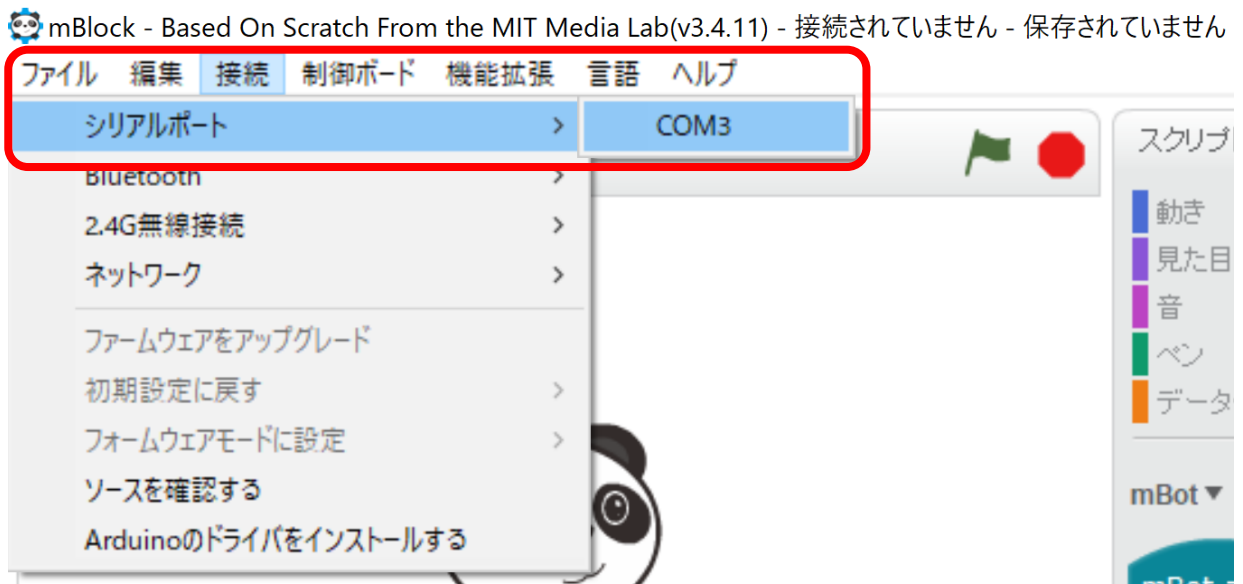 mBlock - Based On Scratch From the MIT Media Lab(v3.4.11) - 接続されていません - 保存されていません
ファイル 編集 接続 制御ボード 機能拡張 言語 ヘルプ
シリアルポート > COM3
Bluetooth >
2.4G無線接続 >
ネットワーク >
ファームウェアをアップグレード
初期設定に戻す >
フォームウェアモードに設定 >
ソースを確認する
Arduinoのドライバをインストールする
スクリプ
動き
見た目
音
ペン
データ
mBot ▼